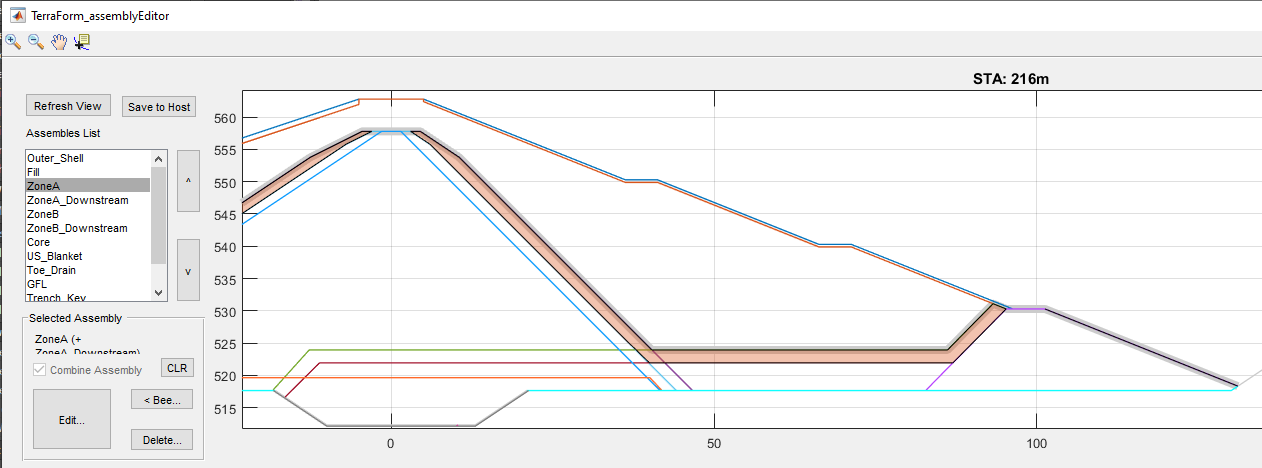 TerraForm_assemblyEditor
STA: 216m
Refresh View
Save to Host
Assembles List
Outer_Shell
Fill
ZoneA
ZoneA_Downstream
ZoneB
ZoneB_Downstream
Core
US_Blanket
Toe_Drain
GFL
Trench_Key
^
v
Selected Assembly
ZoneA (+
ZoneA_Downstream)
Combine Assembly
CLR
Edit...
< Bee...
Delete...
560
555
550
545
540
535
530
525
520
515
0
50
100